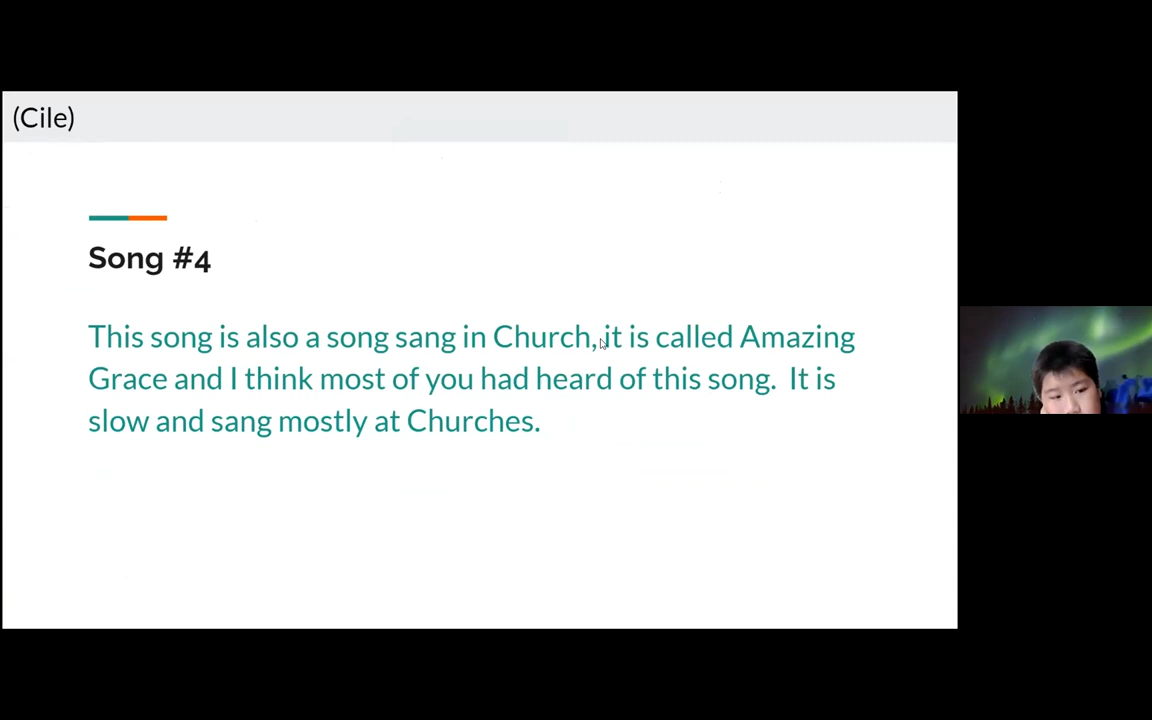 (Cile)
Song #4
This song is also a song sang in Church, it is called Amazing
Grace and I think most of you had heard of this song.  It is
slow and sang mostly at Churches.